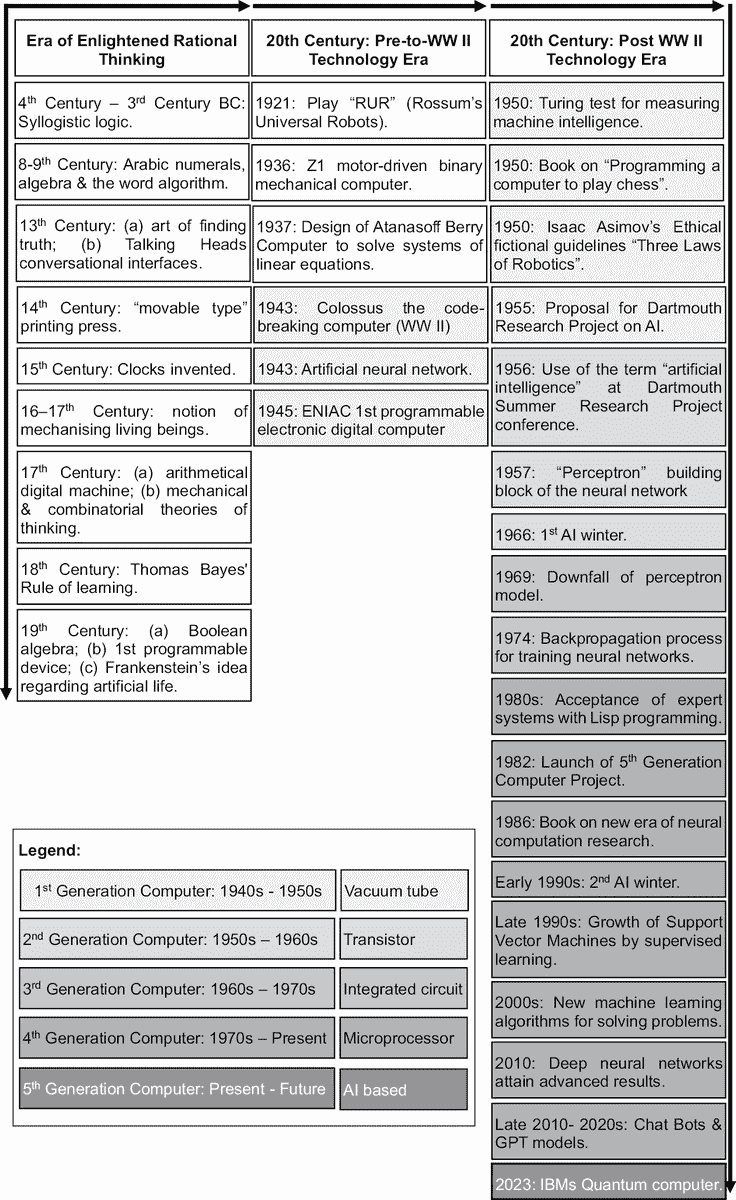 Era of Enlightened Rational
Thinking
4th Century – 3rd Century BC:
Syllogistic logic.
8-9th Century: Arabic numerals,
algebra & the word algorithm.
13th Century: (a) art of finding
truth; (b) Talking Heads
conversational interfaces.
14th Century: “movable type”
printing press.
15th Century: Clocks invented.
16–17th Century: notion of
mechanising living beings.
17th Century: (a) arithmetical
digital machine; (b) mechanical
& combinatorial theories of
thinking.
18th Century: Thomas Bayes'
Rule of learning.
19th Century: (a) Boolean
algebra; (b) 1st programmable
device; (c) Frankenstein’s idea
regarding artificial life.
20th Century: Pre-to-WW II
Technology Era
1921: Play “RUR” (Rossum’s
Universal Robots).
1936: Z1 motor-driven binary
mechanical computer.
1937: Design of Atanasoff Berry
Computer to solve systems of
linear equations.
1943: Colossus the code-
breaking computer (WW II)
1943: Artificial neural network.
1945: ENIAC 1st programmable
electronic digital computer
20th Century: Post WW II
Technology Era
1950: Turing test for measuring
machine intelligence.
1950: Book on “Programming a
computer to play chess”.
1950: Isaac Asimov’s Ethical
fictional guidelines “Three Laws
of Robotics”.
1955: Proposal for Dartmouth
Research Project on AI.
1956: Use of the term “artificial
intelligence” at Dartmouth
Summer Research Project
conference.
1957: “Perceptron” building
block of the neural network
1966: 1st AI winter.
1969: Downfall of perceptron
model.
1974: Backpropagation process
for training neural networks.
1980s: Acceptance of expert
systems with Lisp programming.
1982: Launch of 5th Generation
Computer Project.
1986: Book on new era of neural
computation research.
Early 1990s: 2nd AI winter.
Late 1990s: Growth of Support
Vector Machines by supervised
learning.
2000s: New machine learning
algorithms for solving problems.
2010: Deep neural networks
attain advanced results.
Late 2010- 2020s: Chat Bots &
GPT models.
2023: IBMs Quantum computer.
Legend:
1st Generation Computer: 1940s - 1950s Vacuum tube
2nd Generation Computer: 1950s – 1960s Transistor
3rd Generation Computer: 1960s – 1970s Integrated circuit
4th Generation Computer: 1970s – Present Microprocessor
5th Generation Computer: Present - Future AI based